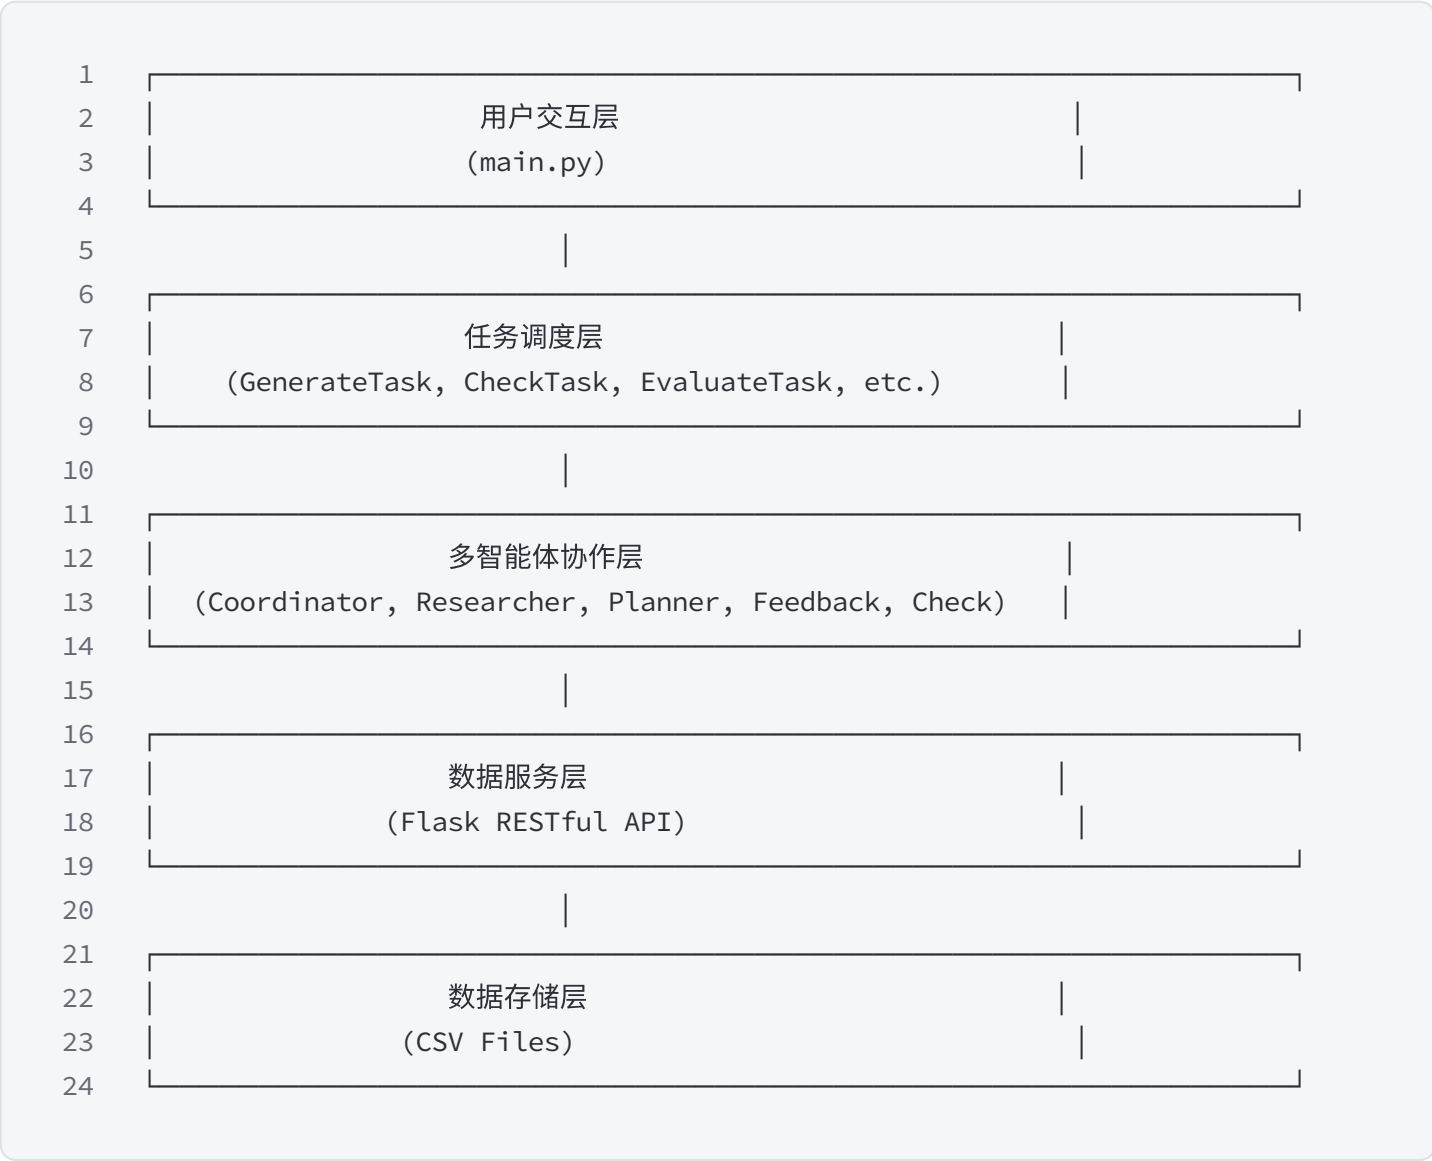 1
2 用户交互层
3 (main.py)
4
5
6
7 任务调度层
8 (GenerateTask, CheckTask, EvaluateTask, etc.)
9
10
11
12 多智能体协作层
13 (Coordinator, Researcher, Planner, Feedback, Check)
14
15
16
17 数据服务层
18 (Flask RESTful API)
19
20
21
22 数据存储层
23 (CSV Files)
24